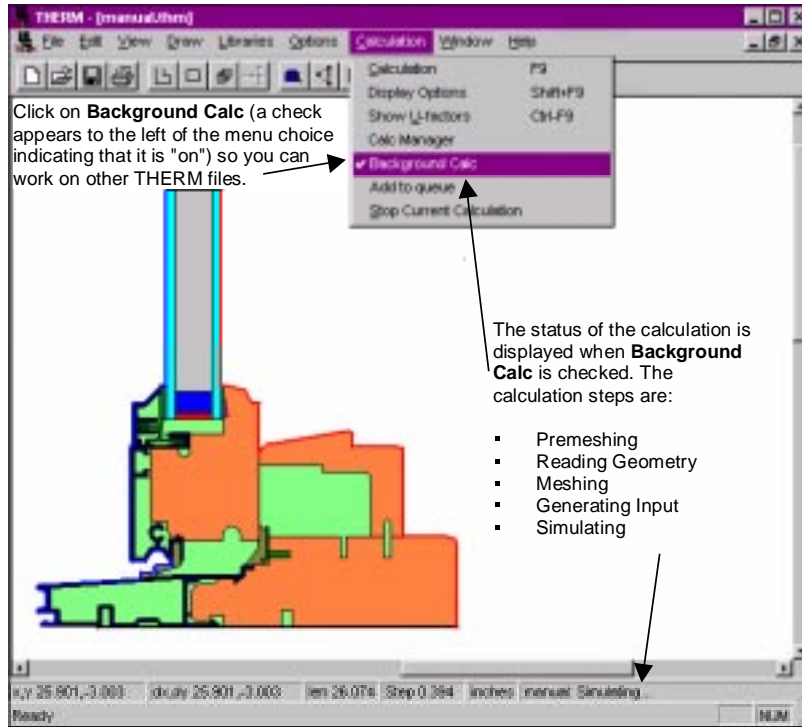 THERM - [manual.thm]
File Edit View Draw Libraries Options Calculation Window Help
Calculation F9
Display Options Shift+F9
Show U-factors Ctrl-F9
Calc Manager
Background Calc
Add to queue
Stop Current Calculation
Click on Background Calc (a check
appears to the left of the menu choice
indicating that it is "on") so you can
work on other THERM files.
The status of the calculation is
displayed when Background
Calc is checked. The
calculation steps are:
▪ Premeshing
▪ Reading Geometry
▪ Meshing
▪ Generating Input
▪ Simulating
x,y 25.901,-3.003 dx,dy 25.901,-3.003 len 26.074 Step 0.394 inches manual: Simulating...
Ready NUM